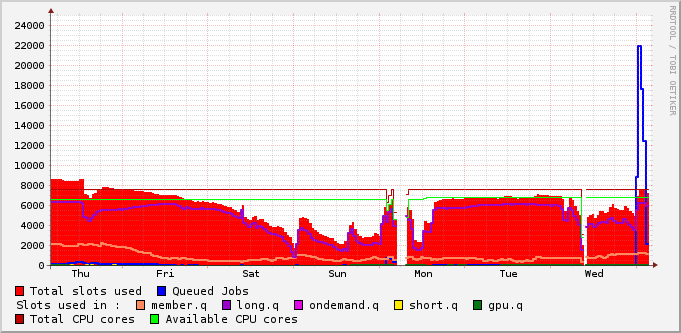 24000
22000
20000
18000
16000
14000
12000
10000
8000
6000
4000
2000
0
Thu Fri Sat Sun Mon Tue Wed
Total slots used Queued Jobs
Slots used in : member.q long.q ondemand.q short.q gpu.q
Total CPU cores Available CPU cores
RRDTOOL / TOBI OETIKER